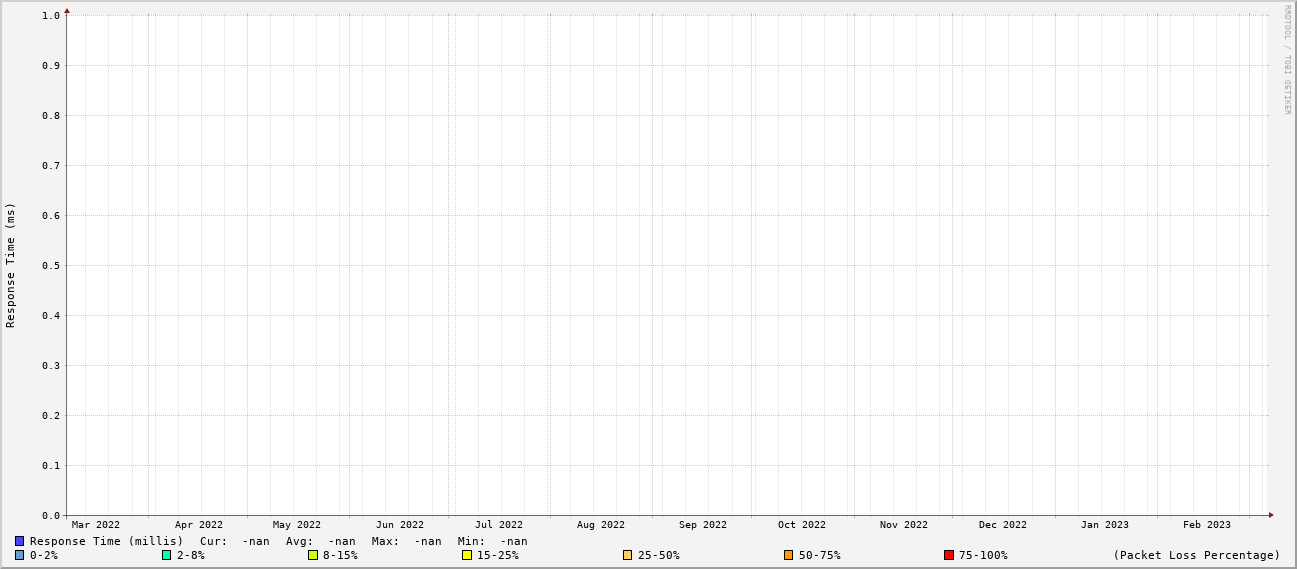 RRDTOOL / TOBI OETIKER
Response Time (ms)
1.0
0.9
0.8
0.7
0.6
0.5
0.4
0.3
0.2
0.1
0.0
Mar 2022 Apr 2022 May 2022 Jun 2022 Jul 2022 Aug 2022 Sep 2022 Oct 2022 Nov 2022 Dec 2022 Jan 2023 Feb 2023
Response Time (millis) Cur: -nan Avg: -nan Max: -nan Min: -nan
0-2% 2-8% 8-15% 15-25% 25-50% 50-75% 75-100% (Packet Loss Percentage)